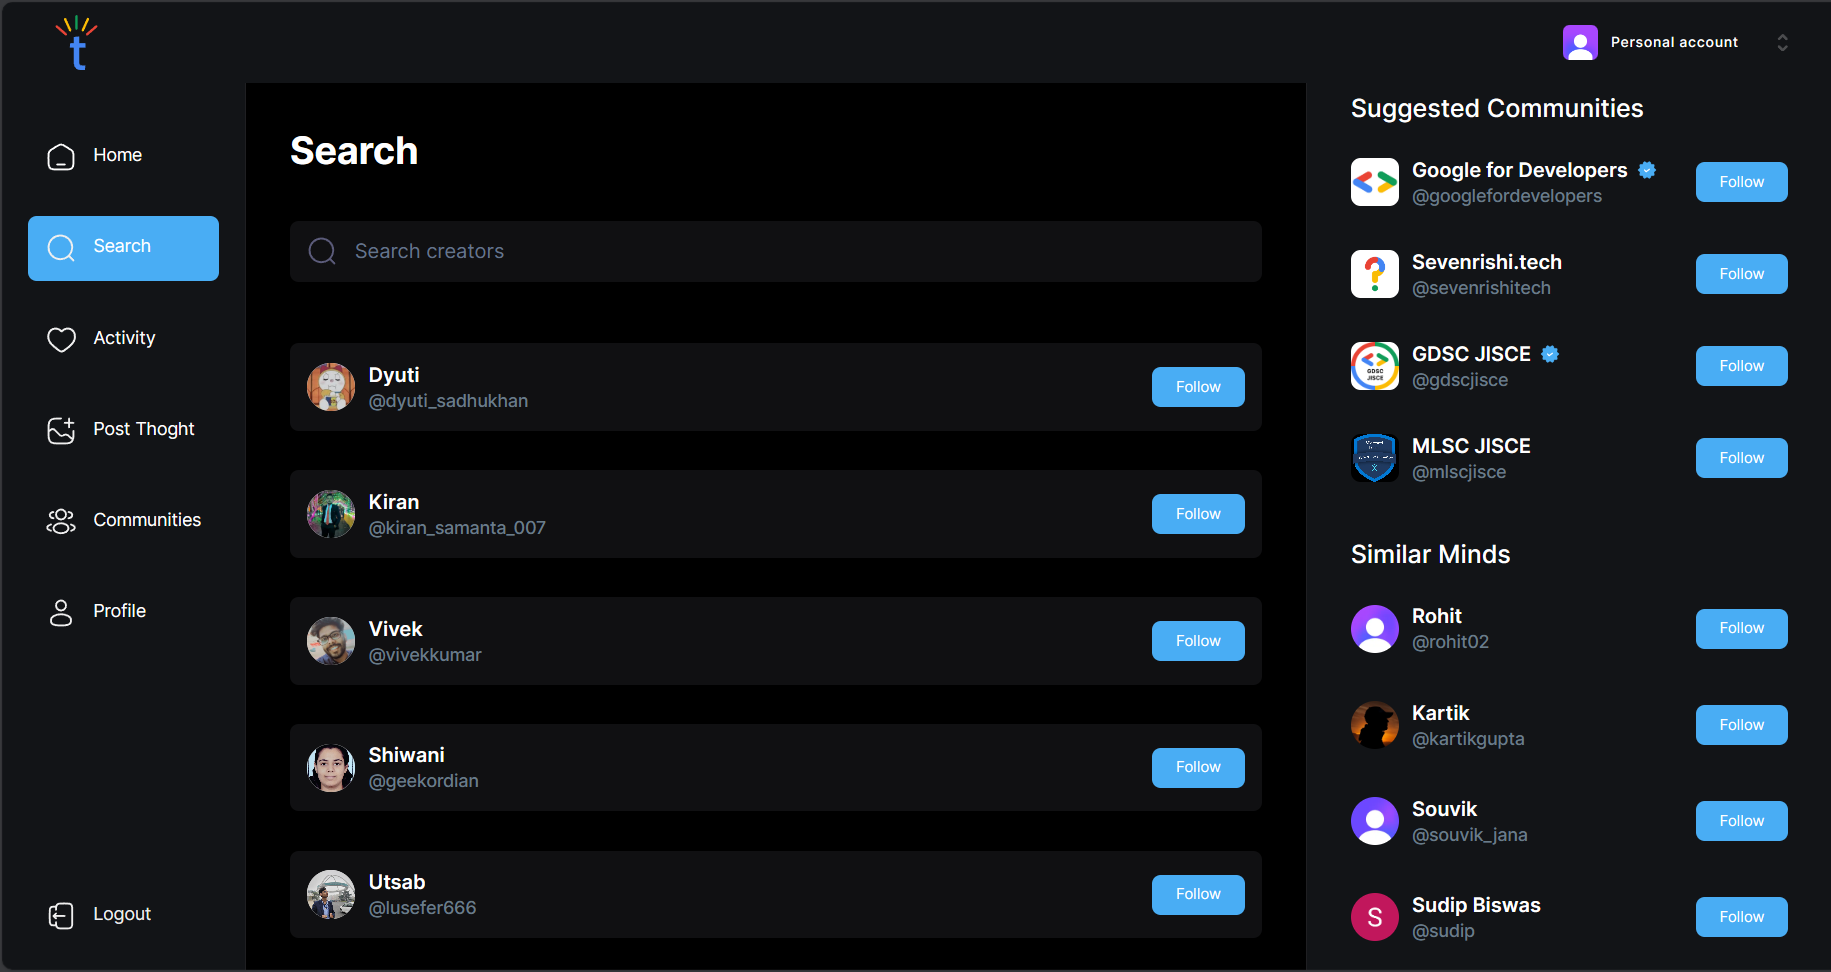 t
Personal account
Home
Search
Activity
Post Thoght
Communities
Profile
Logout
Search
Search creators
Dyuti
@dyuti_sadhukhan
Follow
Kiran
@kiran_samanta_007
Follow
Vivek
@vivekkumar
Follow
Shiwani
@geekordian
Follow
Utsab
@lusefer666
Follow
Suggested Communities
Google for Developers
@googlefordevelopers
Follow
Sevenrishi.tech
@sevenrishitech
Follow
GDSC
JISCE
GDSC JISCE
@gdscjisce
Follow
MLSC JISCE
@mlscjisce
Follow
Similar Minds
Rohit
@rohit02
Follow
Kartik
@kartikgupta
Follow
Souvik
@souvik_jana
Follow
S
Sudip Biswas
@sudip
Follow